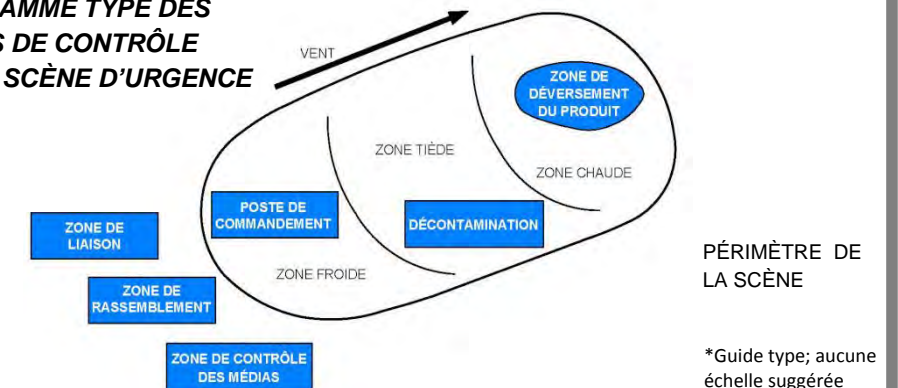 AMME TYPE DES
S DE CONTRÔLE
SCÈNE D'URGENCE
VENT
ZONE DE
DÉVERSEMENT
DU PRODUIT
ZONE TIÈDE
ZONE CHAUDE
POSTE DE
COMMANDEMENT
DÉCONTAMINATION
ZONE DE
LIAISON
ZONE FROIDE
ZONE DE
RASSEMBLEMENT
ZONE DE CONTRÔLE
DES MÉDIAS
PÉRIMÈTRE DE
LA SCÈNE
*Guide type; aucune
échelle suggérée